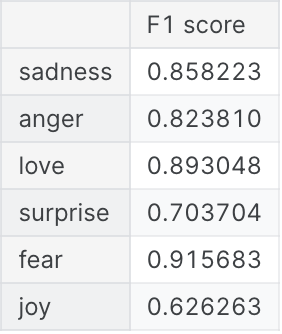 F1 score
sadness 0.858223
anger 0.823810
love 0.893048
surprise 0.703704
fear 0.915683
joy 0.626263